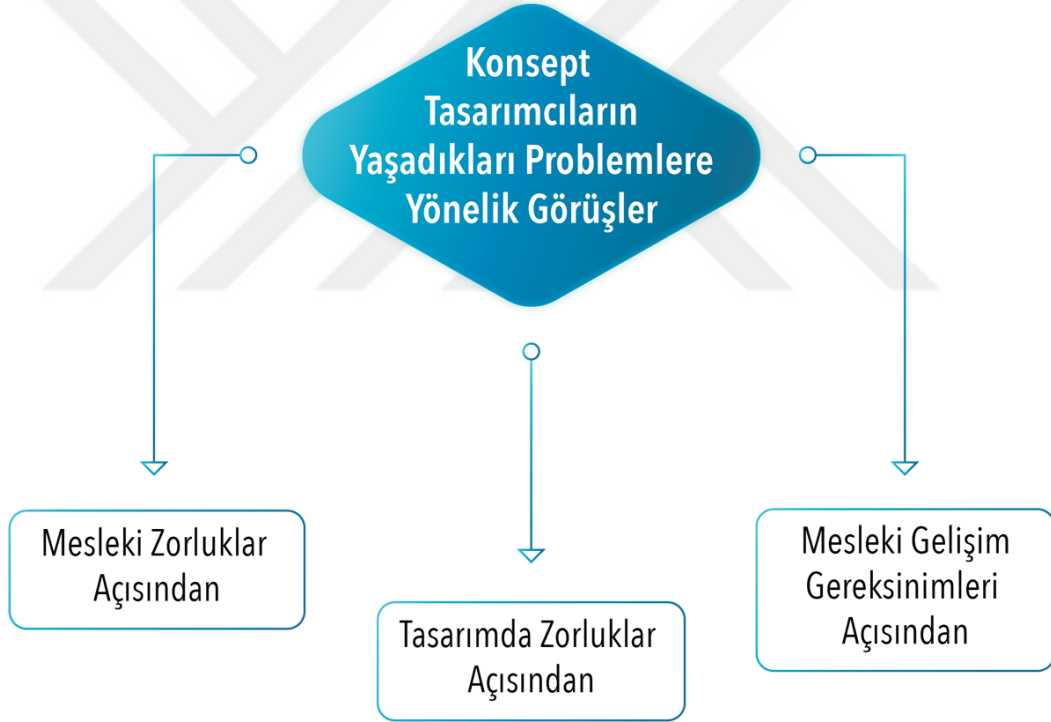 Konsept
Tasarımcıların
Yaşadıkları Problemlere
Yönelik Görüşler
Mesleki Zorluklar
Açısından
Tasarımda Zorluklar
Açısından
Mesleki Gelişim
Gereksinimleri
Açısından